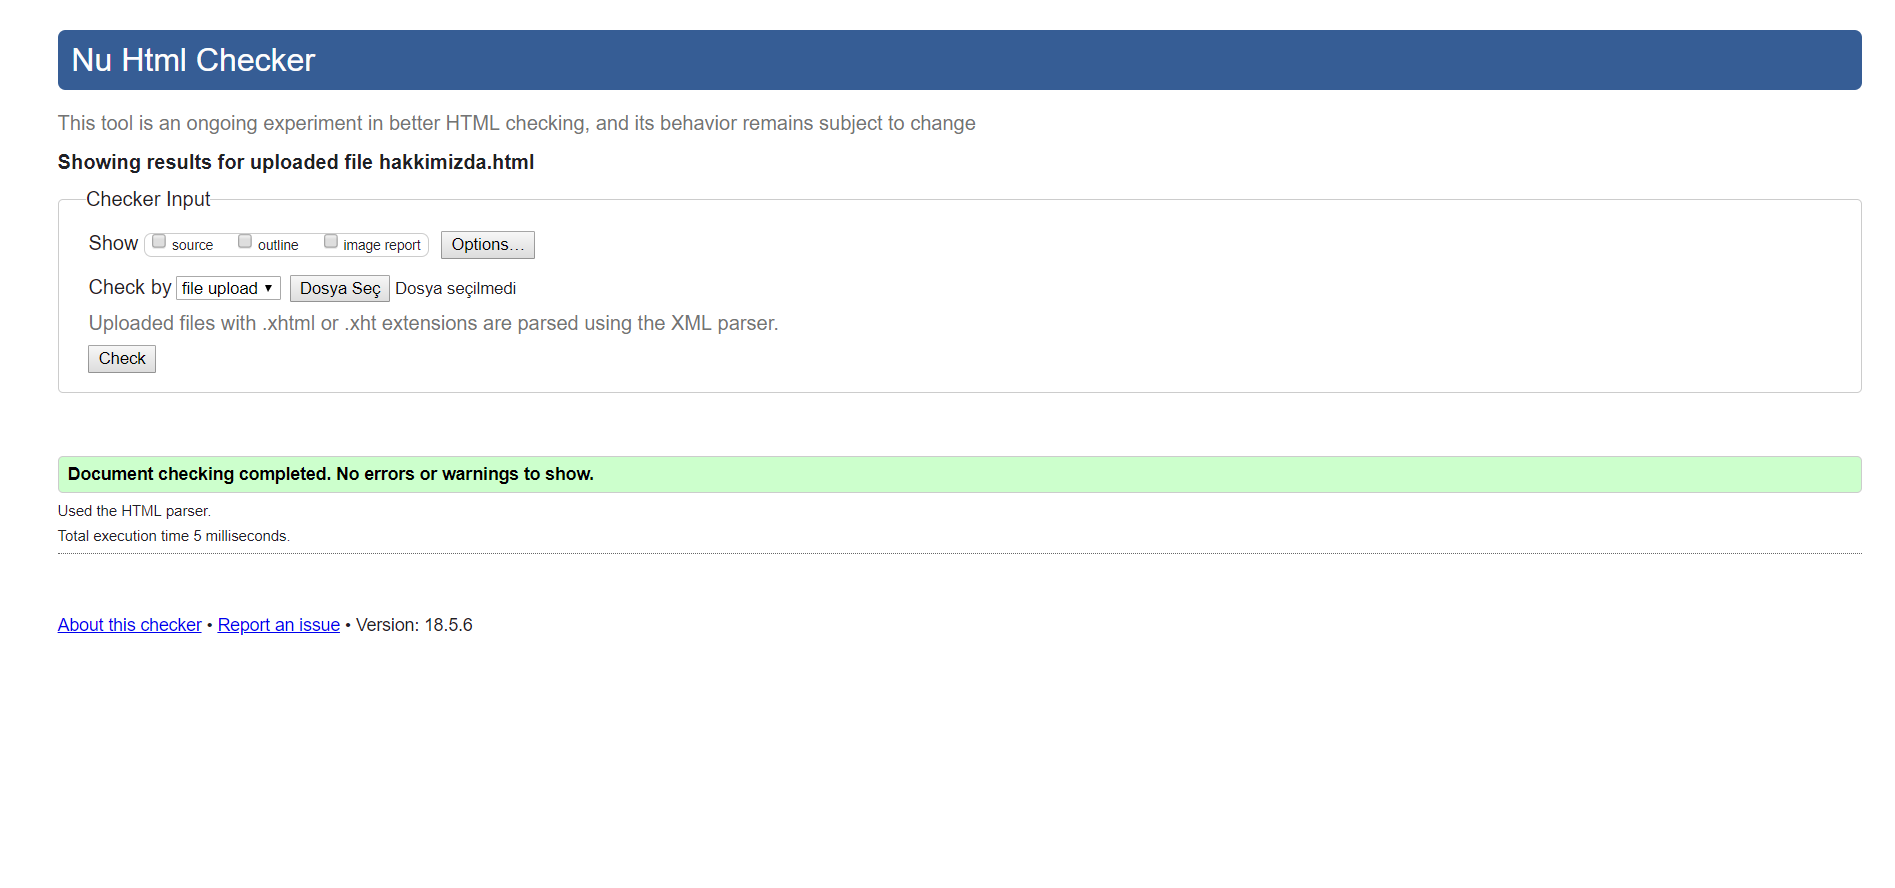 Nu Html Checker
This tool is an ongoing experiment in better HTML checking, and its behavior remains subject to change
Showing results for uploaded file hakkimizda.html
Checker Input
Show source outline image report Options…
Check by file upload Dosya Seç Dosya seçilmedi
Uploaded files with .xhtml or .xht extensions are parsed using the XML parser.
Check
Document checking completed. No errors or warnings to show.
Used the HTML parser.
Total execution time 5 milliseconds.
About this checker • Report an issue • Version: 18.5.6